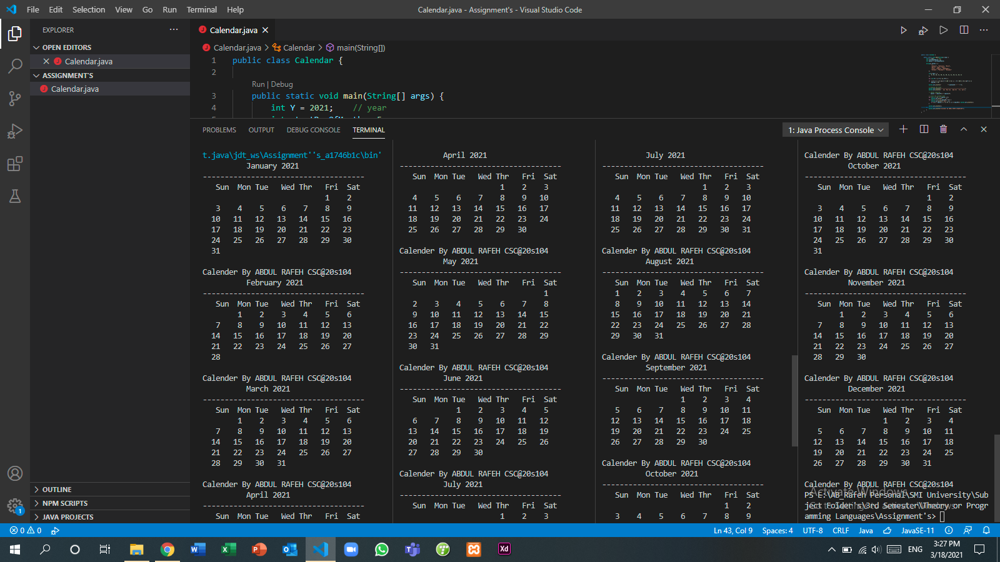 File Edit Selection View Go Run Terminal Help
Calendar.java - Assignment's - Visual Studio Code
EXPLORER
OPEN EDITORS
Calendar.java
ASSIGNMENT'S
Calendar.java
OUTLINE
NPM SCRIPTS
JAVA PROJECTS
Calendar.java
Calendar.java > Calendar > main(String[])
1 public class Calendar {
2
Run | Debug
3 public static void main(String[] args) {
4 int Y = 2021; // year
PROBLEMS OUTPUT DEBUG CONSOLE TERMINAL
1: Java Process Console
t.java\jdt_ws\Assignment''s_a1746b1c\bin'
January 2021
-------------------------------------
Sun Mon Tue Wed Thr Fri Sat
1 2
3 4 5 6 7 8 9
10 11 12 13 14 15 16
17 18 19 20 21 22 23
24 25 26 27 28 29 30
31
Calender By ABDUL RAFEH CSC@20s104
February 2021
-------------------------------------
Sun Mon Tue Wed Thr Fri Sat
1 2 3 4 5 6
7 8 9 10 11 12 13
14 15 16 17 18 19 20
21 22 23 24 25 26 27
28
Calender By ABDUL RAFEH CSC@20s104
March 2021
-------------------------------------
Sun Mon Tue Wed Thr Fri Sat
1 2 3 4 5 6
7 8 9 10 11 12 13
14 15 16 17 18 19 20
21 22 23 24 25 26 27
28 29 30 31
Calender By ABDUL RAFEH CSC@20s104
April 2021
-------------------------------------
Sun Mon Tue Wed Thr Fri Sat
April 2021
-------------------------------------
Sun Mon Tue Wed Thr Fri Sat
1 2 3
4 5 6 7 8 9 10
11 12 13 14 15 16 17
18 19 20 21 22 23 24
25 26 27 28 29 30
Calender By ABDUL RAFEH CSC@20s104
May 2021
-------------------------------------
Sun Mon Tue Wed Thr Fri Sat
1
2 3 4 5 6 7 8
9 10 11 12 13 14 15
16 17 18 19 20 21 22
23 24 25 26 27 28 29
30 31
Calender By ABDUL RAFEH CSC@20s104
June 2021
-------------------------------------
Sun Mon Tue Wed Thr Fri Sat
1 2 3 4 5
6 7 8 9 10 11 12
13 14 15 16 17 18 19
20 21 22 23 24 25 26
27 28 29 30
Calender By ABDUL RAFEH CSC@20s104
July 2021
-------------------------------------
Sun Mon Tue Wed Thr Fri Sat
1 2 3
July 2021
-------------------------------------
Sun Mon Tue Wed Thr Fri Sat
1 2 3
4 5 6 7 8 9 10
11 12 13 14 15 16 17
18 19 20 21 22 23 24
25 26 27 28 29 30 31
Calender By ABDUL RAFEH CSC@20s104
August 2021
-------------------------------------
Sun Mon Tue Wed Thr Fri Sat
1 2 3 4 5 6 7
8 9 10 11 12 13 14
15 16 17 18 19 20 21
22 23 24 25 26 27 28
29 30 31
Calender By ABDUL RAFEH CSC@20s104
September 2021
-------------------------------------
Sun Mon Tue Wed Thr Fri Sat
1 2 3 4
5 6 7 8 9 10 11
12 13 14 15 16 17 18
19 20 21 22 23 24 25
26 27 28 29 30
Calender By ABDUL RAFEH CSC@20s104
October 2021
-------------------------------------
Sun Mon Tue Wed Thr Fri Sat
1 2
3 4 5 6 7 8 9
Calender By ABDUL RAFEH CSC@20s104
October 2021
-------------------------------------
Sun Mon Tue Wed Thr Fri Sat
1 2
3 4 5 6 7 8 9
10 11 12 13 14 15 16
17 18 19 20 21 22 23
24 25 26 27 28 29 30
31
Calender By ABDUL RAFEH CSC@20s104
November 2021
-------------------------------------
Sun Mon Tue Wed Thr Fri Sat
1 2 3 4 5 6
7 8 9 10 11 12 13
14 15 16 17 18 19 20
21 22 23 24 25 26 27
28 29 30
Calender By ABDUL RAFEH CSC@20s104
December 2021
-------------------------------------
Sun Mon Tue Wed Thr Fri Sat
1 2 3 4
5 6 7 8 9 10 11
12 13 14 15 16 17 18
19 20 21 22 23 24 25
26 27 28 29 30 31
Calender By ABDUL RAFEH CSC@20s104
PS E:\AB_Rafeh Personal\SMI University\Sub
ject Folder's\3rd Semester\Theory or Progr
amming Languages\Assignment's>
Activate Windows
Go to Settings to activate Windows.
1
0 0 Ln 43, Col 9 Spaces: 4 UTF-8 CRLF Java JavaSE-11
ENG 3:27 PM
3/18/2021
Xd